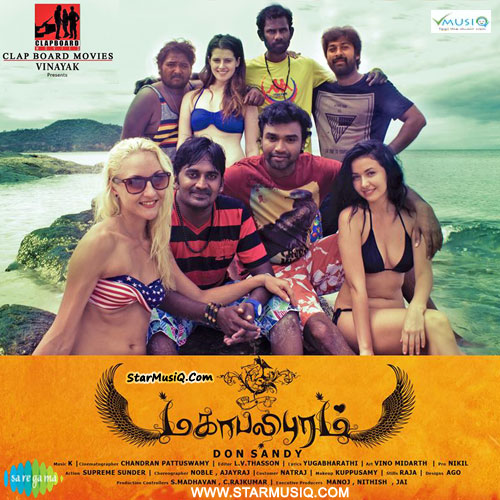 CLAPBOARD
MOVIES
CLAP BOARD MOVIES
VINAYAK
Presents
VMUSIQ
StarMusiQ.Com
மகாபலிபுரம்
DON SANDY
Music K | Cinematographer CHANDRAN PATTUSWAMY | Editor L.V.THASSON | Lyrics YUGABHARATHI | Art VINO MIDARTH | Pro NIKIL
Action SUPREME SUNDER | Choreographer NOBLE, AJAYRAJ | Customer NATRAJ | Makeup KUPPUSAMY | Stills RAJA | Designs AGO
Production Controllers S.MADHAVAN , C.RAJKUMAR | Executive Producers MANOJ , NITHISH , JAI
saregama
WWW.STARMUSIQ.COM